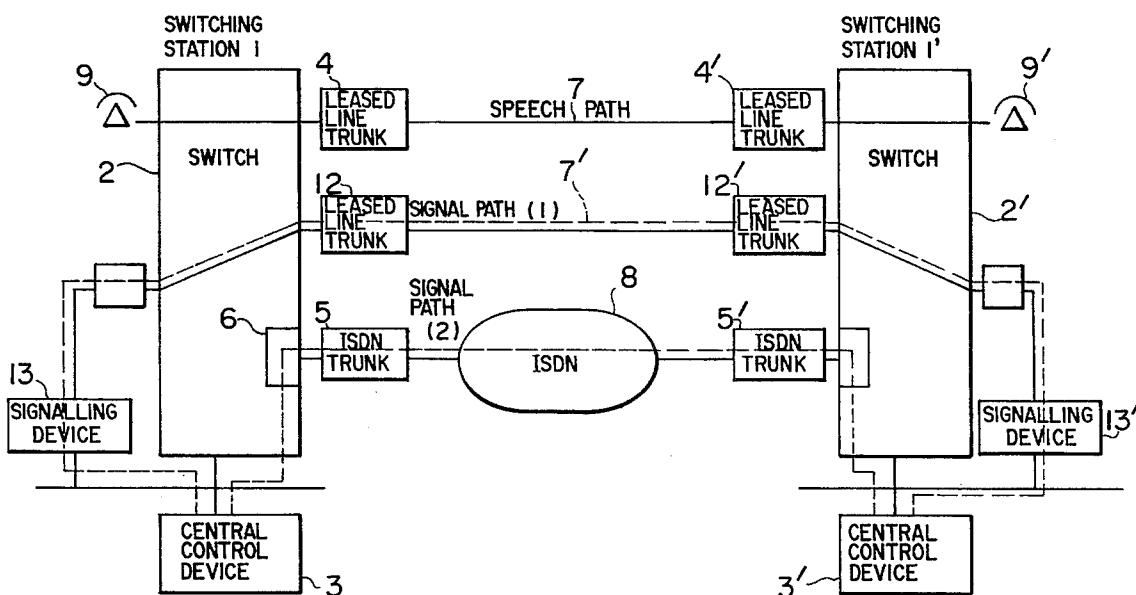 SWITCHING
STATION 1
SWITCHING
STATION 1'
9
4
7
4'
9'
LEASED
LINE
TRUNK
SPEECH PATH
LEASED
LINE
TRUNK
2
SWITCH
SWITCH
12
7'
12'
2'
LEASED
LINE
TRUNK
SIGNAL PATH (1)
LEASED
LINE
TRUNK
6
5
SIGNAL
PATH
(2)
8
5'
ISDN
TRUNK
ISDN
ISDN
TRUNK
13
SIGNALLING
DEVICE
SIGNALLING
DEVICE
13'
CENTRAL
CONTROL
DEVICE
3
CENTRAL
CONTROL
DEVICE
3'